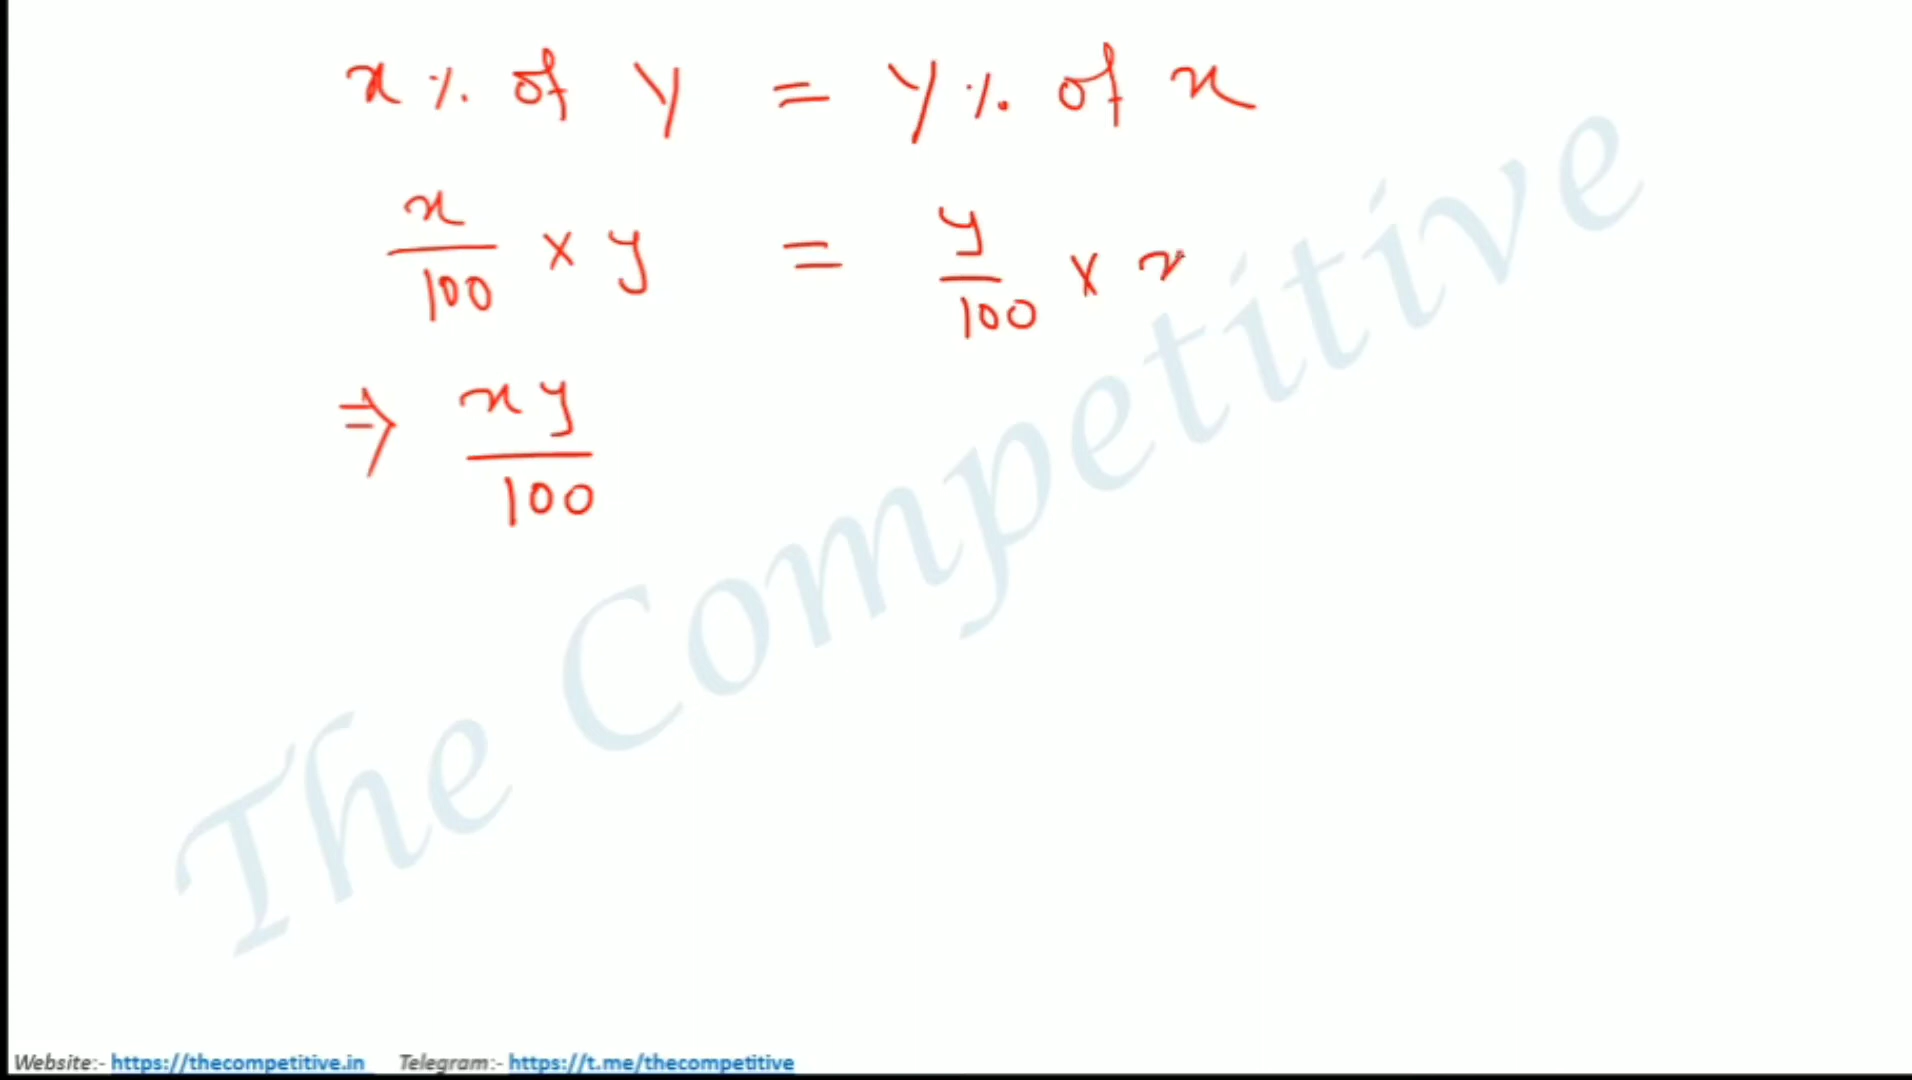 x % of y = y % of x
x/100 × y = y/100 × x
⇒ xy/100
The Competitive
Website:- https://thecompetitive.in Telegram:- https://t.me/thecompetitive